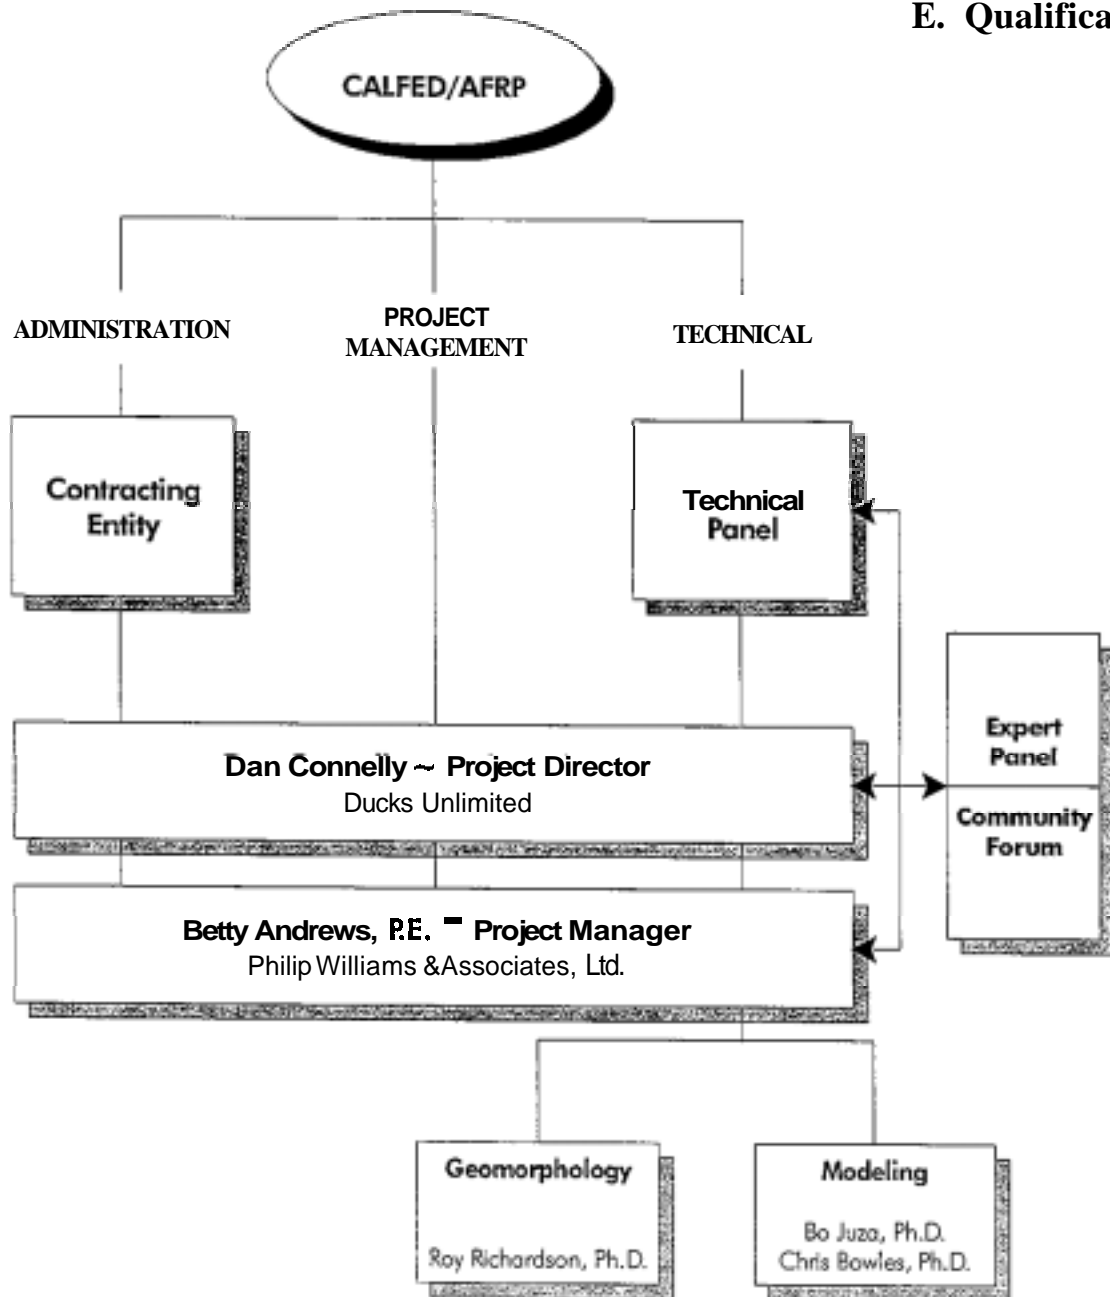 E. Qualifica
CALFED/AFRP
ADMINISTRATION
PROJECT
MANAGEMENT
TECHNICAL
Contracting
Entity
Technical
Panel
Expert
Panel
Community
Forum
Dan Connelly ~ Project Director
Ducks Unlimited
Betty Andrews, P.E. - Project Manager
Philip Williams &Associates, Ltd.
Geomorphology
Roy Richardson, Ph.D.
Modeling
Bo Juza, Ph.D.
Chris Bowles, Ph.D.